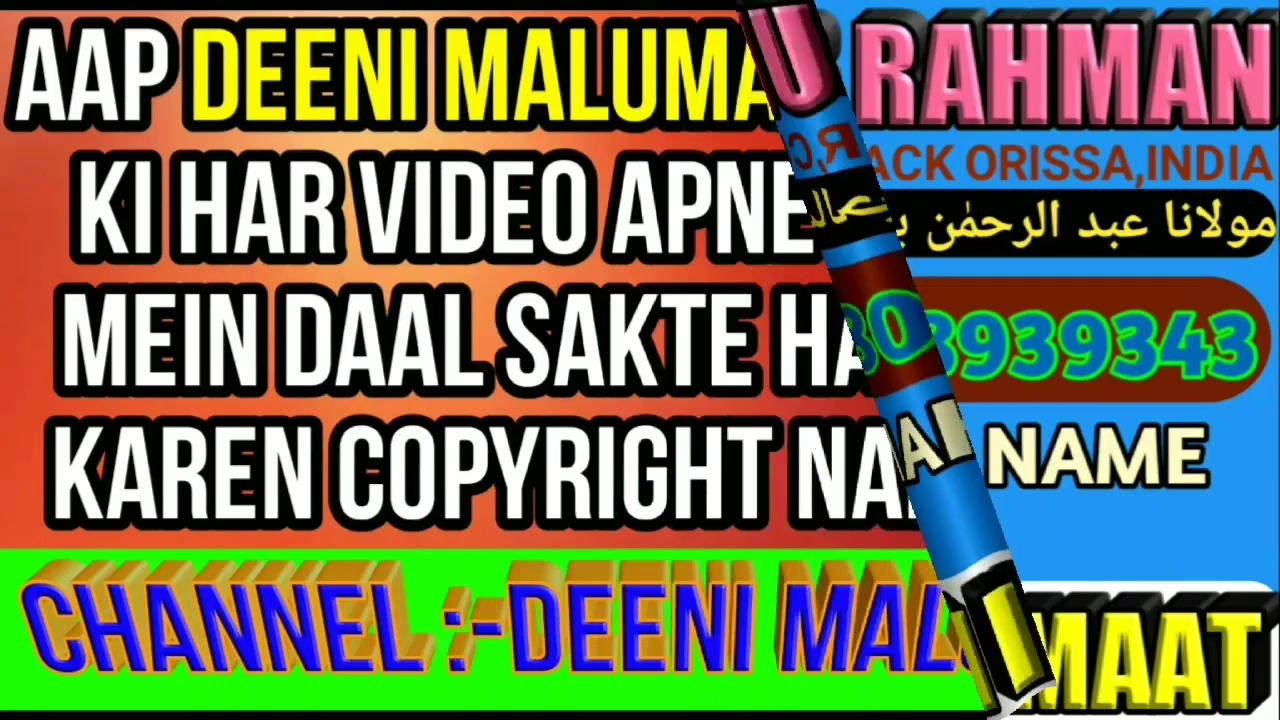 AAP DEENI MALUMA
KI HAR VIDEO APNE
MEIN DAAL SAKTE HA
KAREN COPYRIGHT NA
CHANNEL :-DEENI MAL
U RAHMAN
ACK ORISSA,INDIA
مولانا عبد الرحمٰن
3939343
NAME
MAAT